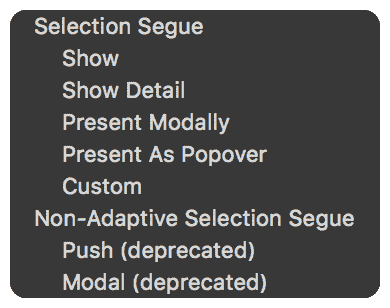 Selection Segue
Show
Show Detail
Present Modally
Present As Popover
Custom
Non-Adaptive Selection Segue
Push (deprecated)
Modal (deprecated)